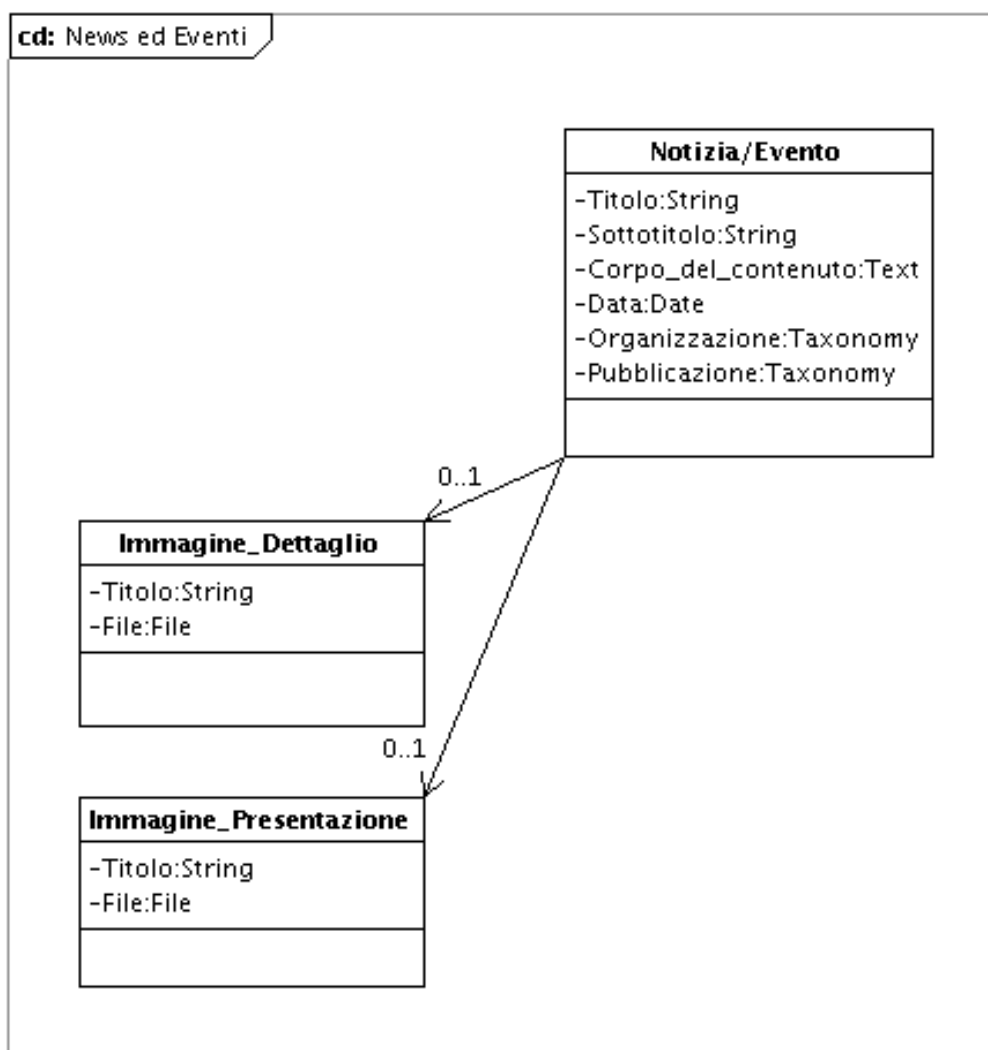 cd: News ed Eventi
Notizia/Evento
-Titolo:String
-Sottotitolo:String
-Corpo_del_contenuto:Text
-Data:Date
-Organizzazione:Taxonomy
-Pubblicazione:Taxonomy
0..1
Immagine_Dettaglio
-Titolo:String
-File:File
0..1
Immagine_Presentazione
-Titolo:String
-File:File